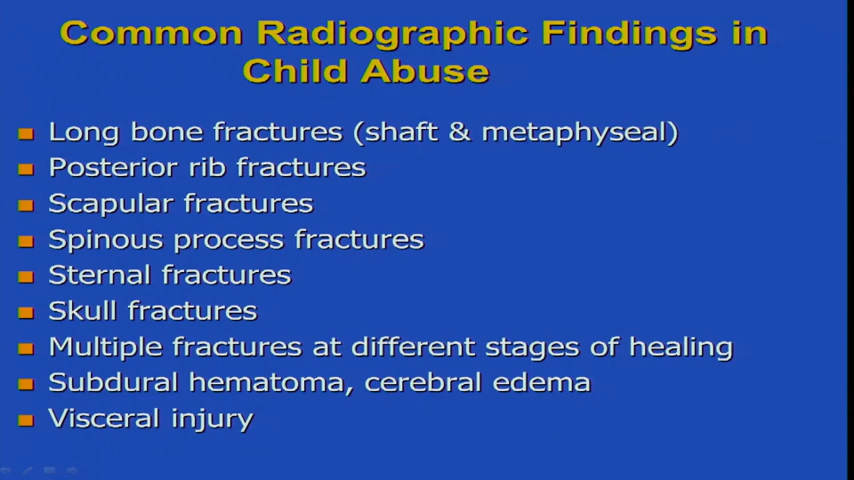 Common Radiographic Findings in
Child Abuse
Long bone fractures (shaft & metaphyseal)
Posterior rib fractures
Scapular fractures
Spinous process fractures
Sternal fractures
Skull fractures
Multiple fractures at different stages of healing
Subdural hematoma, cerebral edema
Visceral injury